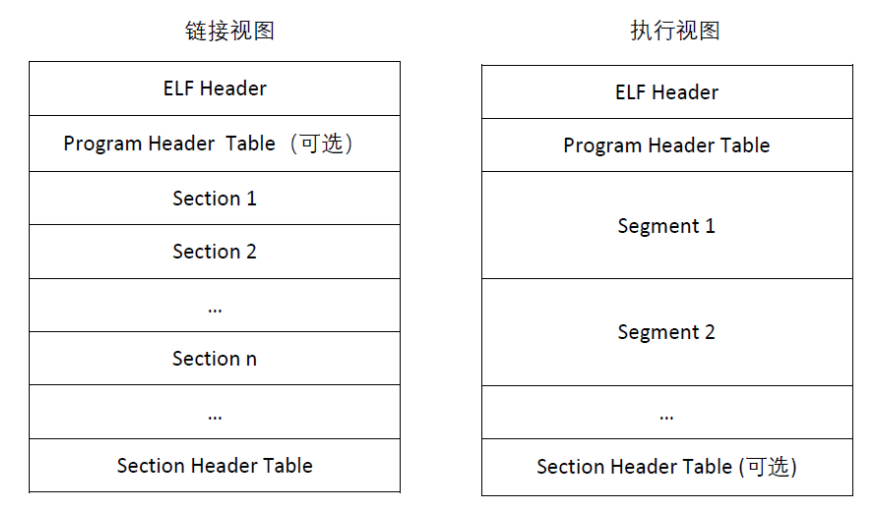 链接视图
ELF Header
Program Header Table（可选）
Section 1
Section 2
...
Section n
...
Section Header Table
执行视图
ELF Header
Program Header Table
Segment 1
Segment 2
...
Section Header Table (可选)